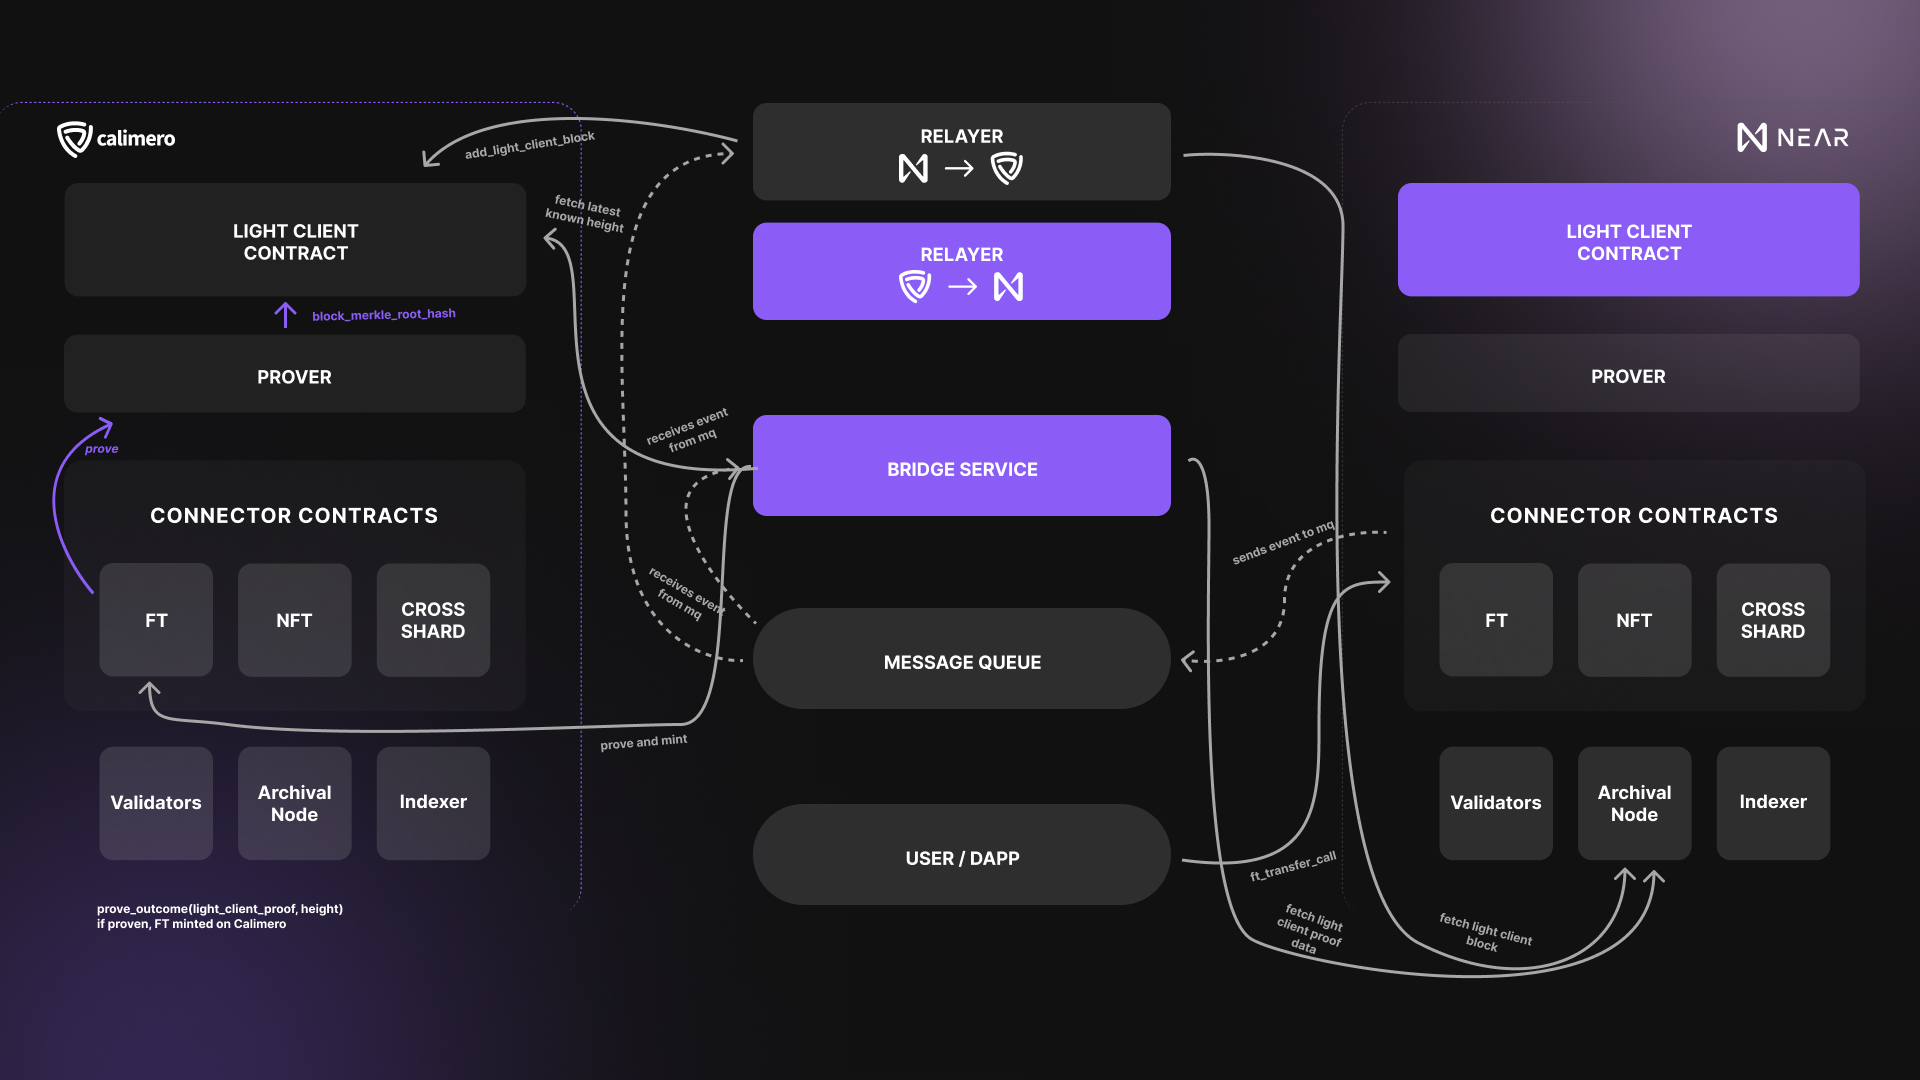 calimero
LIGHT CLIENT
CONTRACT
block_merkle_root_hash
PROVER
prove
CONNECTOR CONTRACTS
FT
NFT
CROSS
SHARD
Validators
Archival
Node
Indexer
prove_outcome(light_client_proof, height)
if proven, FT minted on Calimero
add_light_client_block
fetch latest
known height
receives event
from mq
receives event
from mq
prove and mint
RELAYER
RELAYER
BRIDGE SERVICE
MESSAGE QUEUE
USER / DAPP
sends event to mq
ft_transfer_call
fetch light
client proof
data
fetch light client
block
NEAR
LIGHT CLIENT
CONTRACT
PROVER
CONNECTOR CONTRACTS
FT
NFT
CROSS
SHARD
Validators
Archival
Node
Indexer